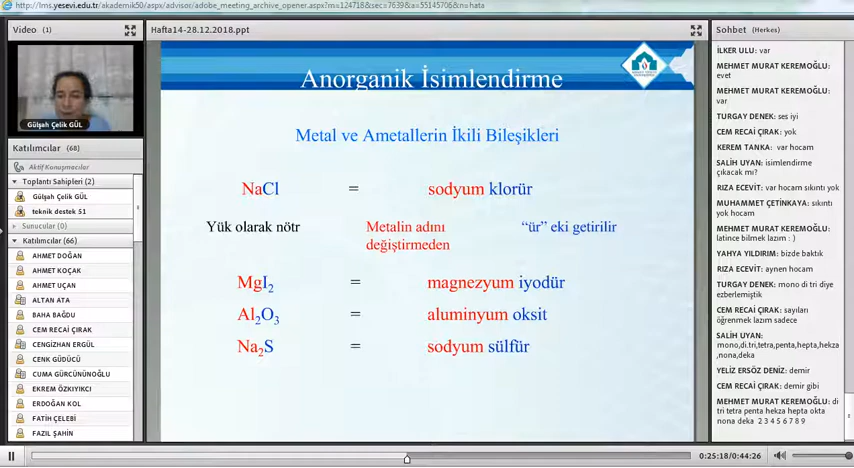 http://lms.yesevi.edu.tr/akademik50/aspx/advisor/adobe_meeting_archive_opener.aspx?m=124718&sec=7639&a=55145706&n=hata
Video (1)
Gülşah Çelik GÜL
Katılımcılar (68)
Aktif Konuşmacılar
Toplantı Sahipleri (2)
Gülşah Çelik GÜL
teknik destek 51
Sunucular (0)
Katılımcılar (66)
AHMET DOĞAN
AHMET KOÇAK
AHMET UÇAN
ALTAN ATA
BAHA BAĞDU
CEM RECAİ ÇIRAK
CENGİZHAN ERGÜL
CENK GÜDÜCÜ
CUMA GÜRCÜNÜNOĞLU
EKREM ÖZKIYIKCI
ERDOĞAN KOL
FATİH ÇELEBİ
FAZIL ŞAHİN
Hafta14-28.12.2018.ppt
Anorganik İsimlendirme
Metal ve Ametallerin İkili Bileşikleri
NaCl = sodyum klorür
Yük olarak nötr Metalin adını değiştirmeden “ür” eki getirilir
MgI₂ = magnezyum iyodür
Al₂O₃ = aluminyum oksit
Na₂S = sodyum sülfür
Sohbet (Herkes)
İLKER ULU: var
MEHMET MURAT KEREMOĞLU:
evet
MEHMET MURAT KEREMOĞLU:
var
TURGAY DENEK: ses iyi
CEM RECAİ ÇIRAK: yok
KEREM TANKA: var hocam
SALİH UYAN: isimlendirme
çıkacak mı?
RIZA ECEVİT: var hocam sıkıntı yok
MUHAMMET ÇETİNKAYA: sıkıntı
yok hocam
MEHMET MURAT KEREMOĞLU:
latince bilmek lazım : )
YAHYA YILDIRIM: bizde baktık
RIZA ECEVİT: aynen hocam
TURGAY DENEK: mono di tri diye
ezberlemiştik
CEM RECAİ ÇIRAK: sayıları
öğrenmek lazım sadece
SALİH UYAN:
mono,di.tri,tetra,penta,hepta,hekza
,nona,deka
YELİZ ERSÖZ DENİZ: demir
CEM RECAİ ÇIRAK: demir gibi
MEHMET MURAT KEREMOĞLU: di
tri tetra penta hekza hepta okta
nona deka 2 3 4 5 6 7 8 9
0:25:18/0:44:26